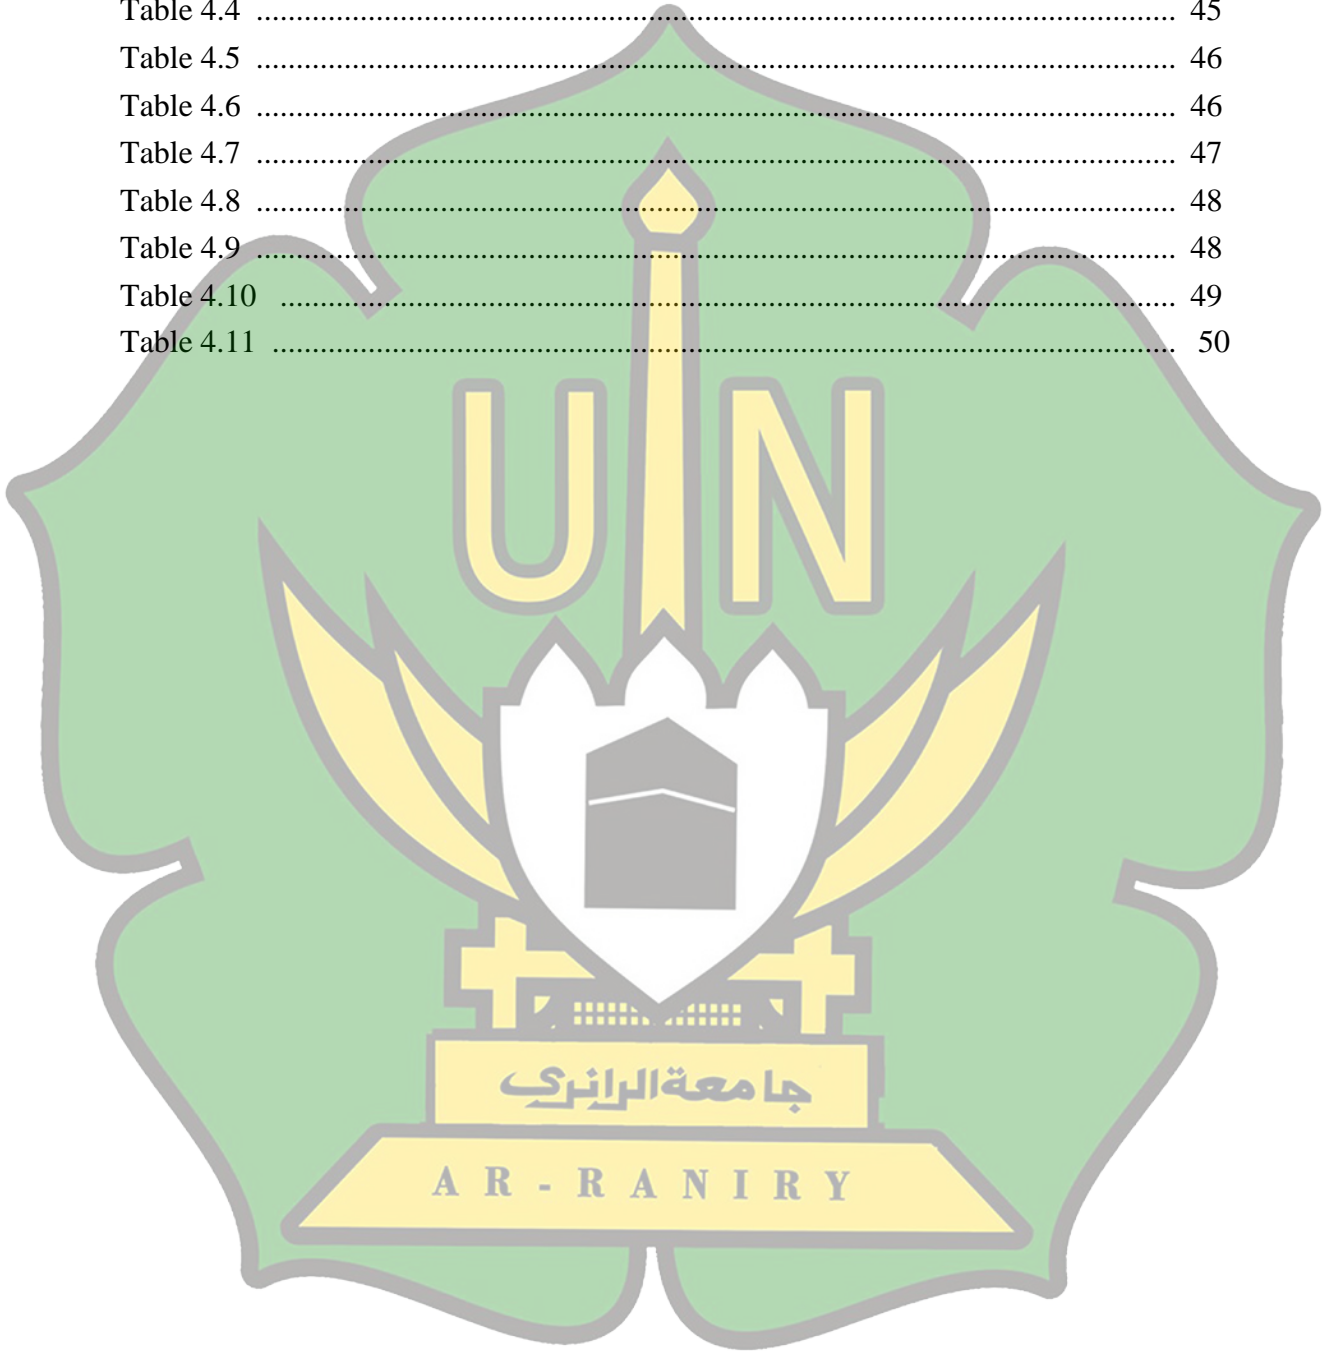 Table 4.4 .................................................................................................................... 45
Table 4.5 .................................................................................................................... 46
Table 4.6 .................................................................................................................... 46
Table 4.7 .................................................................................................................... 47
Table 4.8 .................................................................................................................... 48
Table 4.9 .................................................................................................................... 48
Table 4.10 ................................................................................................................. 49
Table 4.11 .................................................................................................................. 50
UIN
جامعة الرانري
AR-RANIRY